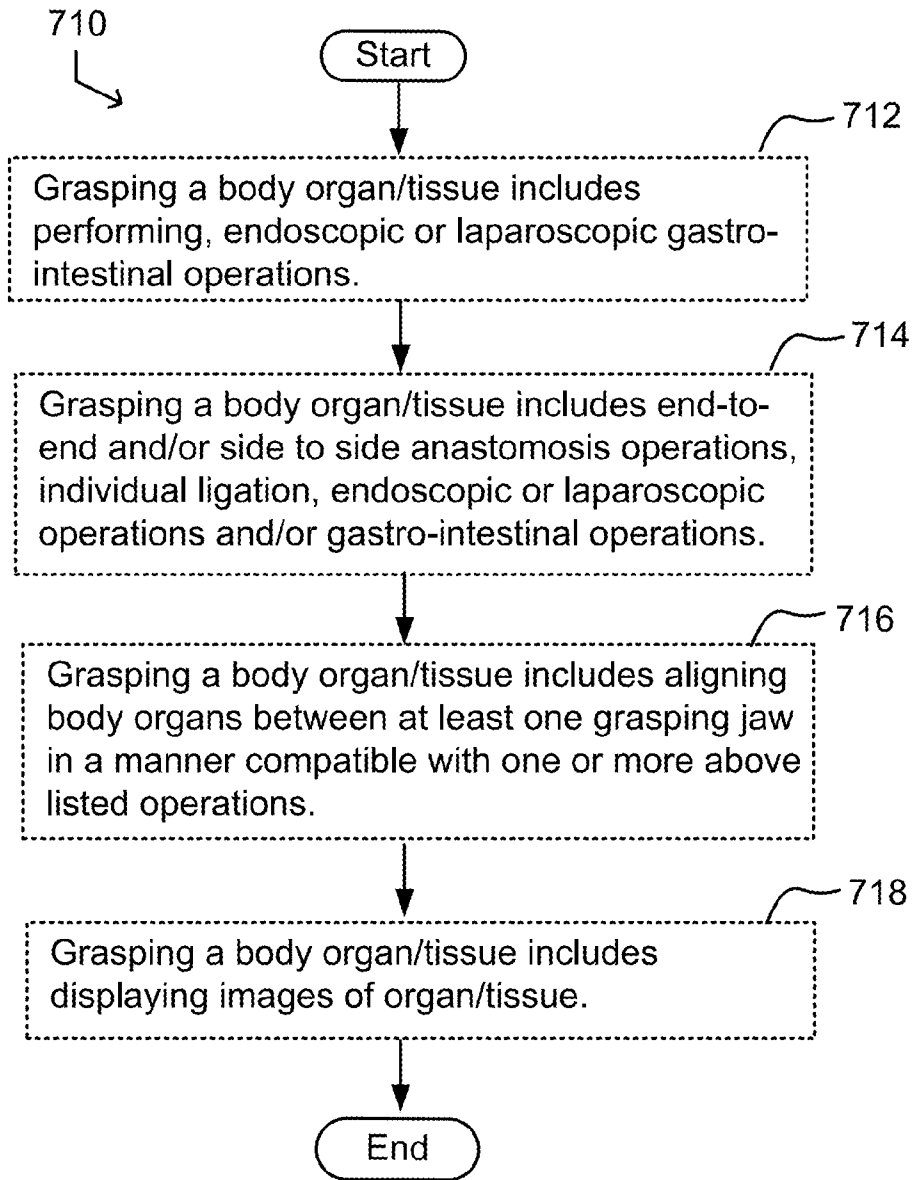 710
Start
712
Grasping a body organ/tissue includes
performing, endoscopic or laparoscopic gastro-
intestinal operations.
714
Grasping a body organ/tissue includes end-to-
end and/or side to side anastomosis operations,
individual ligation, endoscopic or laparoscopic
operations and/or gastro-intestinal operations.
716
Grasping a body organ/tissue includes aligning
body organs between at least one grasping jaw
in a manner compatible with one or more above
listed operations.
718
Grasping a body organ/tissue includes
displaying images of organ/tissue.
End